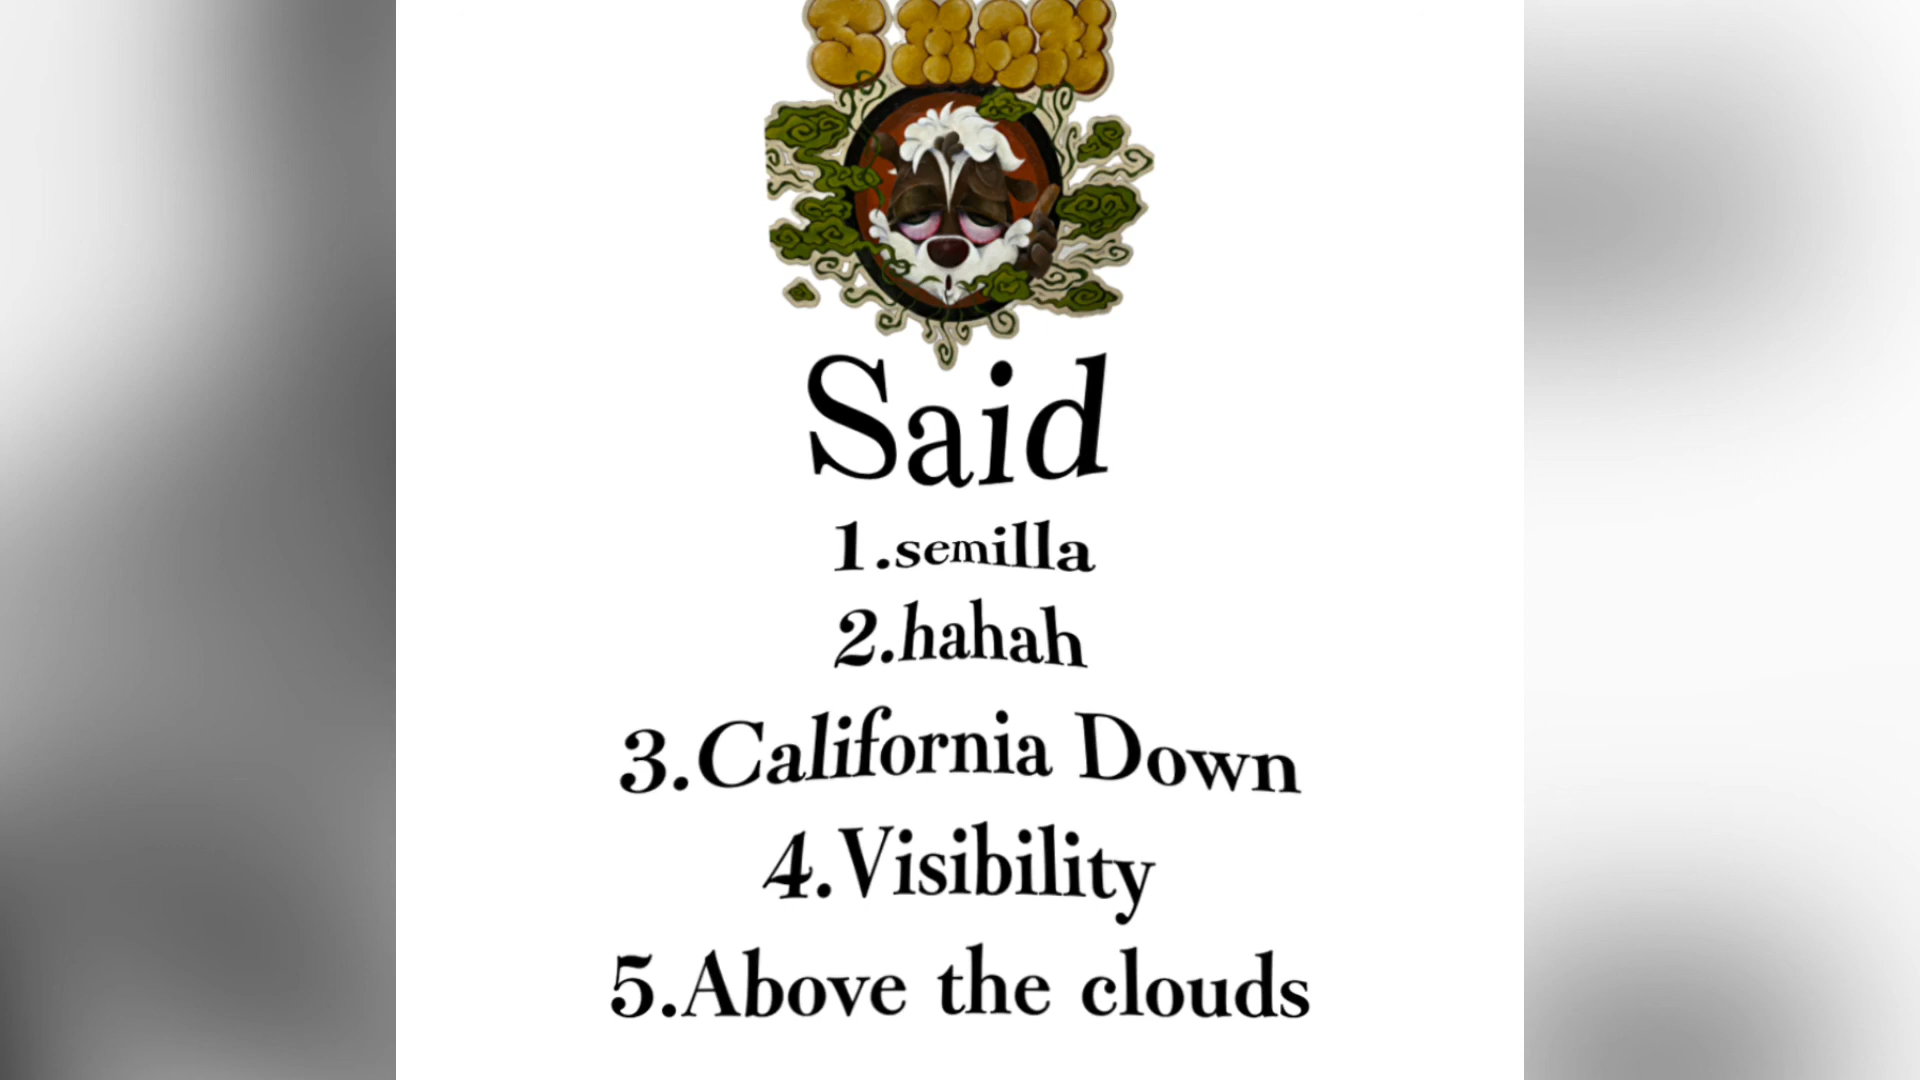 Said
1.semilla
2.hahah
3.California Down
4.Visibility
5.Above the clouds